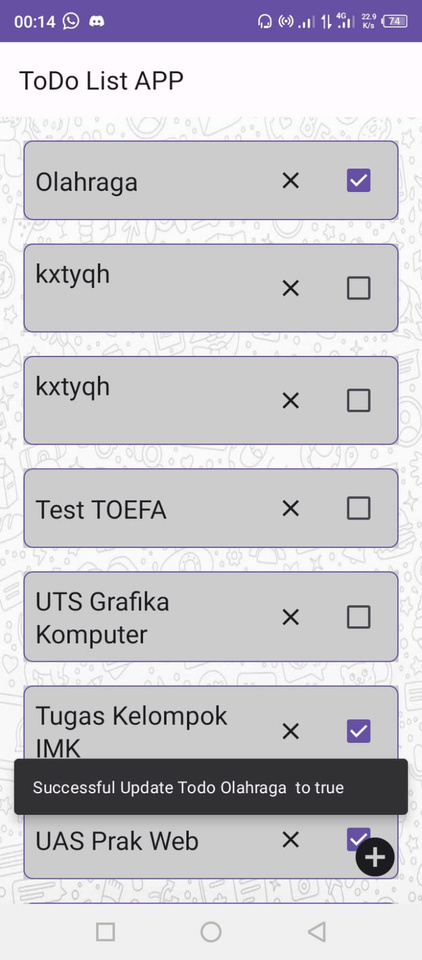 00:14
4G
22.9
K/s
74
ToDo List APP
Olahraga
kxtyqh
kxtyqh
Test TOEFA
UTS Grafika
Komputer
Tugas Kelompok
IMK
Successful Update Todo Olahraga  to true
UAS Prak Web